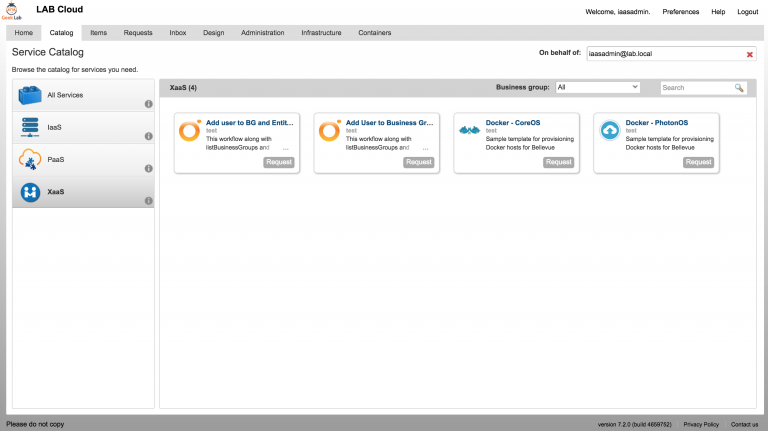 LAB Cloud
Geek Lab
Welcome, iaasadmin. Preferences Help Logout
Home Catalog Items Requests Inbox Design Administration Infrastructure Containers
Service Catalog
On behalf of: iaasadmin@lab.local
Browse the catalog for services you need.
All Services
IaaS
PaaS
XaaS
XaaS (4)
Business group: All Search
Add user to BG and Entit...
test
This workflow along with
listBusinessGroups and ...
Request
Add User to Business Gr...
test
This workflow along with
listBusinessGroups and ...
Request
Docker - CoreOS
test
Sample template for provisioning
Docker hosts for Bellevue
Request
Docker - PhotonOS
test
Sample template for provisioning
Docker hosts for Bellevue
Request
Please do not copy
version 7.2.0 (build 4659752) Privacy Policy Contact us